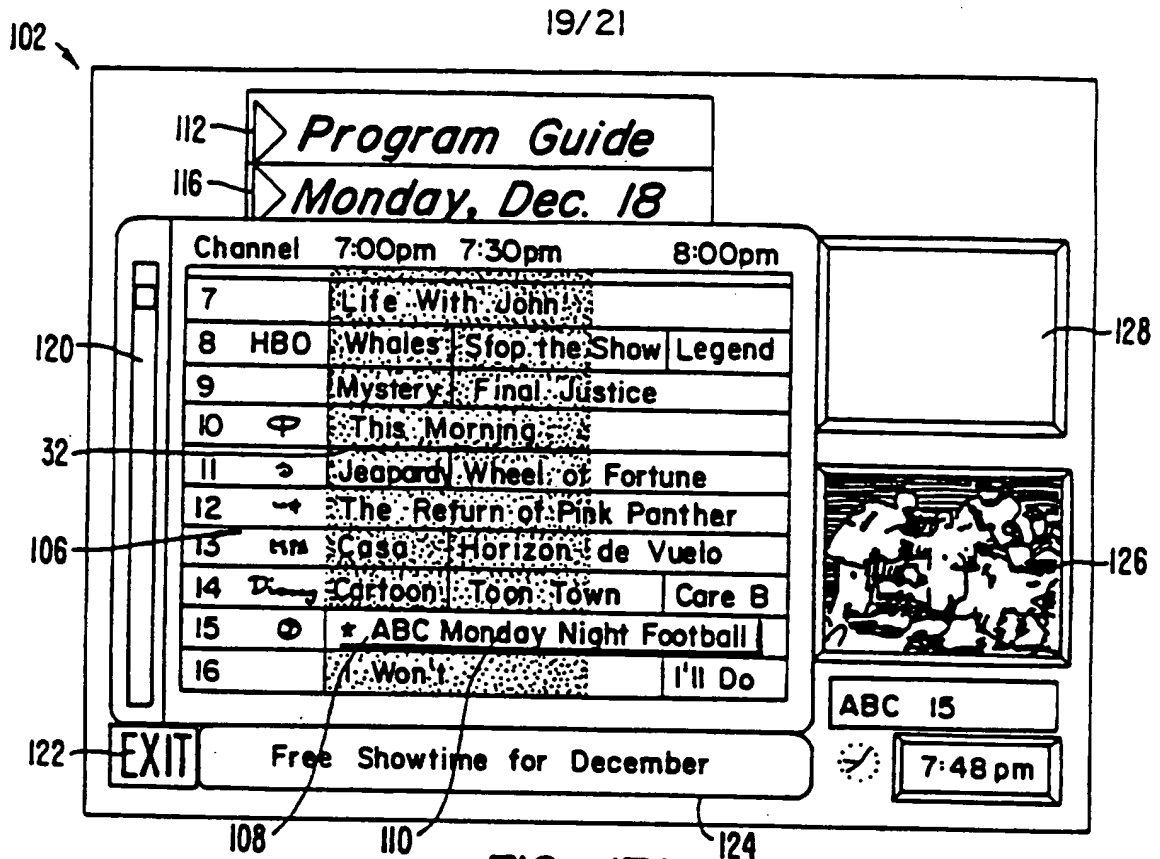 19/21
102
112 Program Guide
116 Monday, Dec. 18
Channel 7:00pm 7:30pm 8:00pm
7 Life With John
8 HBO Whales Stop the Show Legend
128
120
9 Mystery Final Justice
10 This Morning
32
11 Jeapardy Wheel of Fortune
12 The Return of Pink Panther
106
13 Casa Horizon de Vuelo
126
14 Cartoon Toon Town Care B
15 * ABC Monday Night Football
16 I Won't I'll Do
ABC 15
122 EXIT Free Showtime for December
7:48 pm
108 110 124